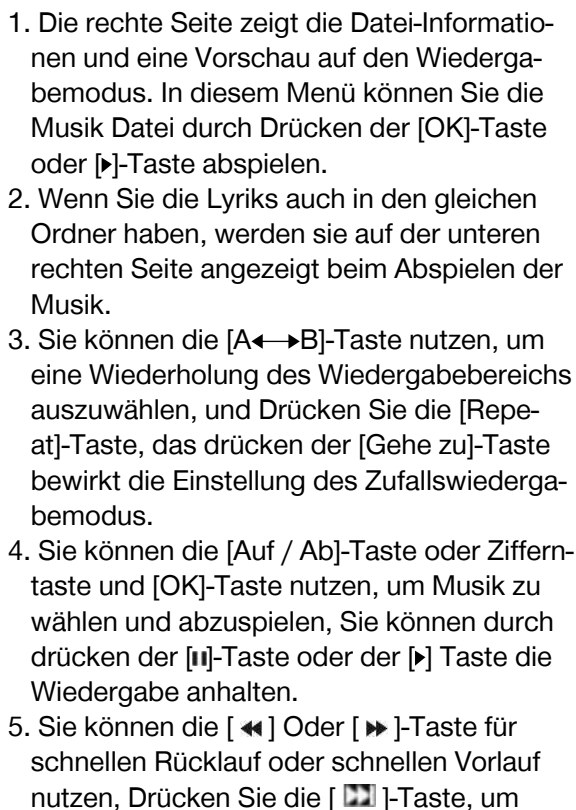 1. Die rechte Seite zeigt die Datei-Informatio-
nen und eine Vorschau auf den Wiederga-
bemodus. In diesem Menü können Sie die
Musik Datei durch Drücken der [OK]-Taste
oder [▶]-Taste abspielen.
2. Wenn Sie die Lyriks auch in den gleichen
Ordner haben, werden sie auf der unteren
rechten Seite angezeigt beim Abspielen der
Musik.
3. Sie können die [A⟷B]-Taste nutzen, um
eine Wiederholung des Wiedergabebereichs
auszuwählen, und Drücken Sie die [Repe-
at]-Taste, das drücken der [Gehe zu]-Taste
bewirkt die Einstellung des Zufallswiederga-
bemodus.
4. Sie können die [Auf / Ab]-Taste oder Ziffern-
taste und [OK]-Taste nutzen, um Musik zu
wählen und abzuspielen, Sie können durch
drücken der [⏸]-Taste oder der [▶] Taste die
Wiedergabe anhalten.
5. Sie können die [ ◀◀ ] Oder [ ▶▶ ]-Taste für
schnellen Rücklauf oder schnellen Vorlauf
nutzen, Drücken Sie die [ ⏭ ]-Taste, um